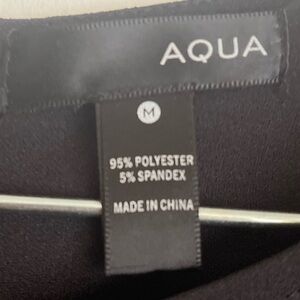 AQUA
M
95% POLYESTER
5% SPANDEX
MADE IN CHINA